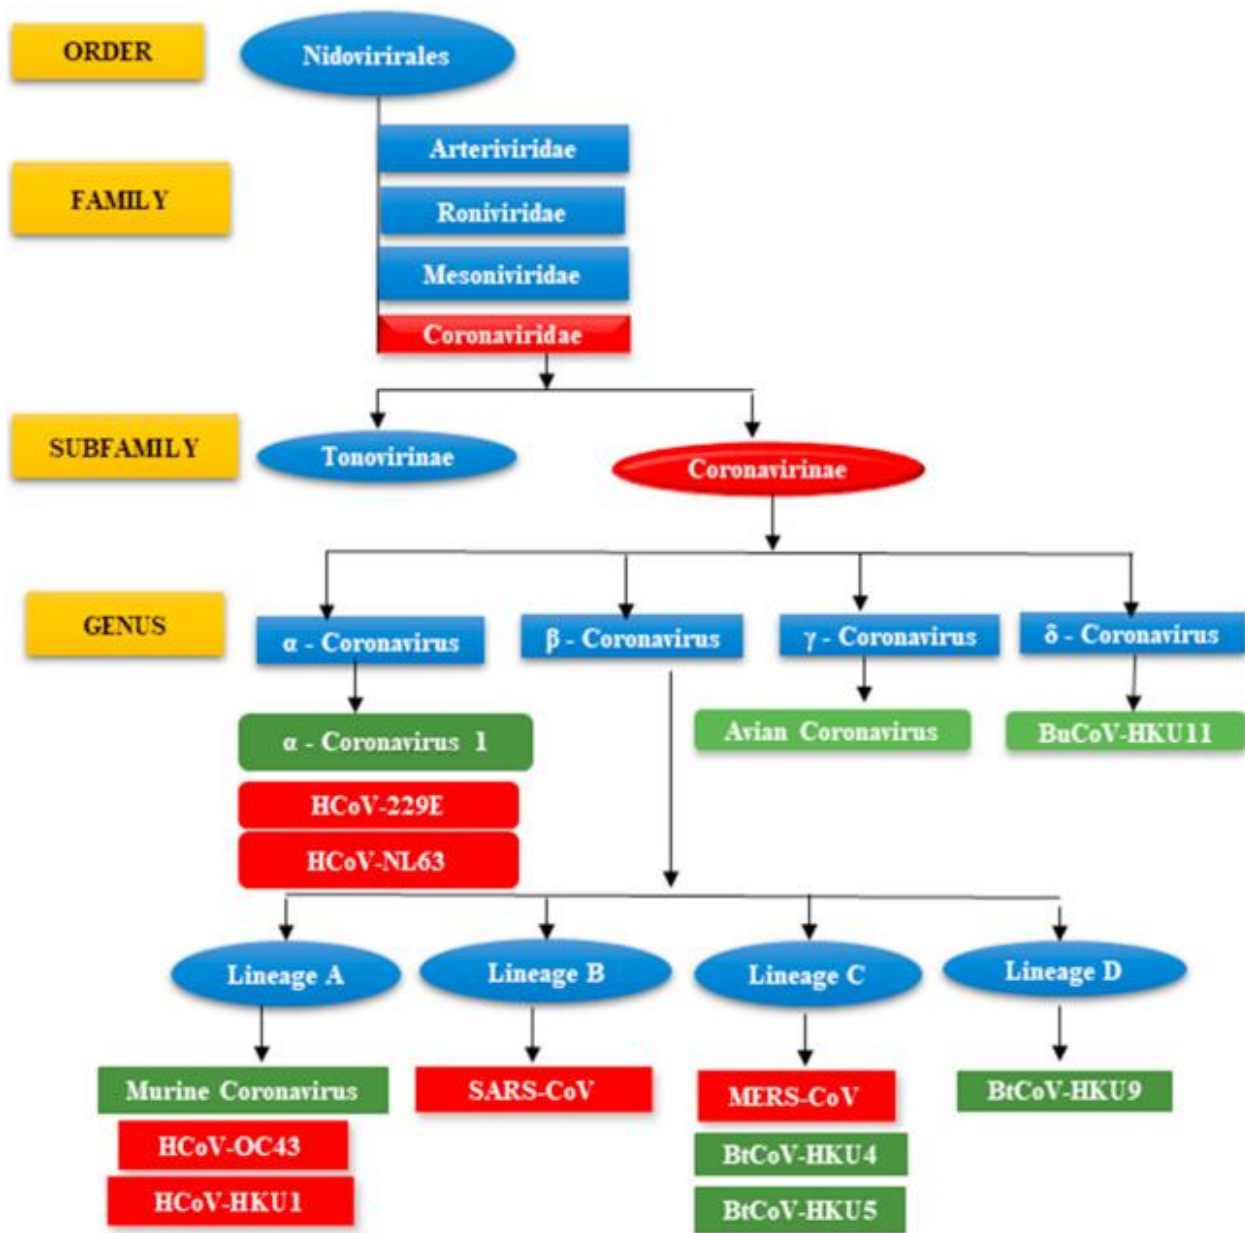 ORDER
Nidovirirales
FAMILY
Arteriviridae
Roniviridae
Mesoniviridae
Coronaviridae
SUBFAMILY
Tonovirinae
Coronavirinae
GENUS
α - Coronavirus
β - Coronavirus
γ - Coronavirus
δ - Coronavirus
α - Coronavirus 1
HCoV-229E
HCoV-NL63
Avian Coronavirus
BuCoV-HKU11
Lineage A
Lineage B
Lineage C
Lineage D
Murine Coronavirus
HCoV-OC43
HCoV-HKU1
SARS-CoV
MERS-CoV
BtCoV-HKU4
BtCoV-HKU5
BtCoV-HKU9